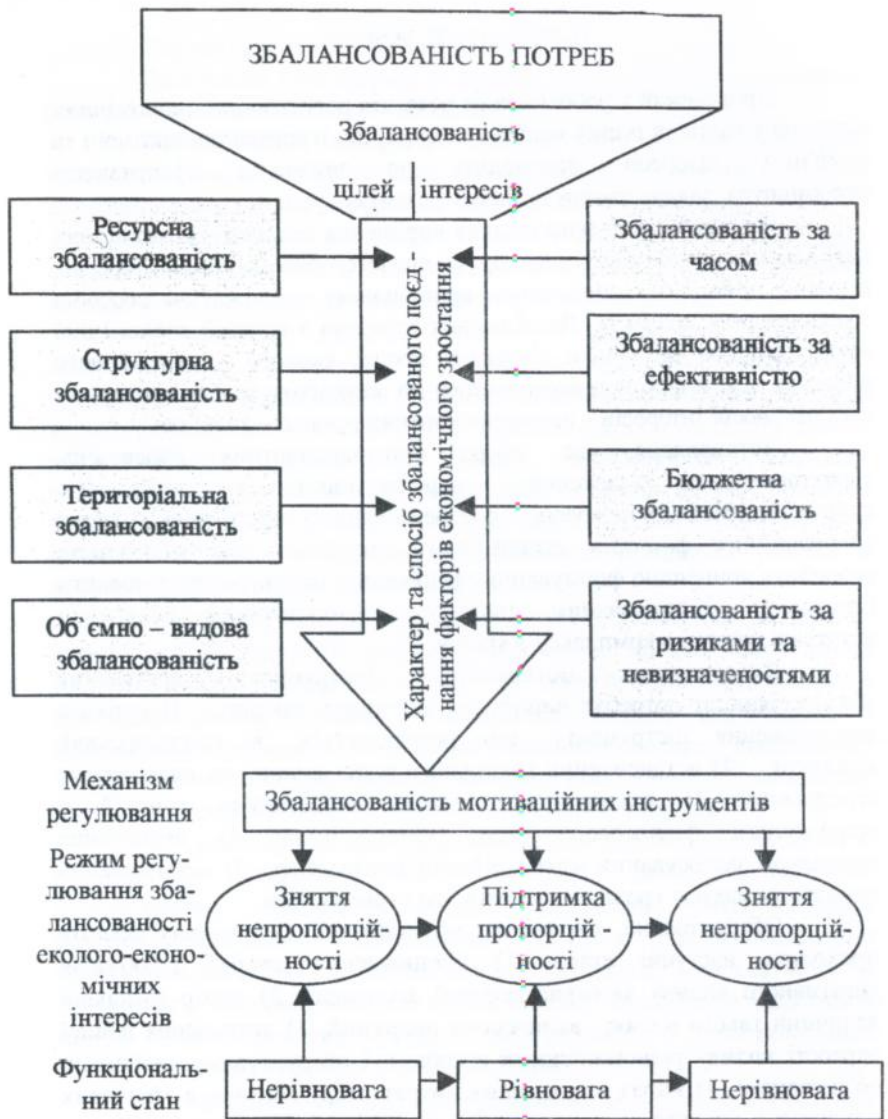 ЗБАЛАНСОВАНІСТЬ ПОТРЕБ
Збалансованість
цілей інтересів
Ресурсна
збалансованість
Структурна
збалансованість
Територіальна
збалансованість
Об´ємно – видова
збалансованість
Характер та спосіб збалансованого поєд -
нання факторів економічного зростання
Збалансованість за
часом
Збалансованість за
ефективністю
Бюджетна
збалансованість
Збалансованість за
ризиками та
невизначеностями
Механізм
регулювання
Збалансованість мотиваційних інструментів
Режим регу-
лювання зба-
лансованості
еколого-еконо-
мічних
інтересів
Зняття
непропорцій-
ності
Підтримка
пропорцій -
ності
Зняття
непропорцій-
ності
Функціональ-
ний стан
Нерівновага
Рівновага
Нерівновага